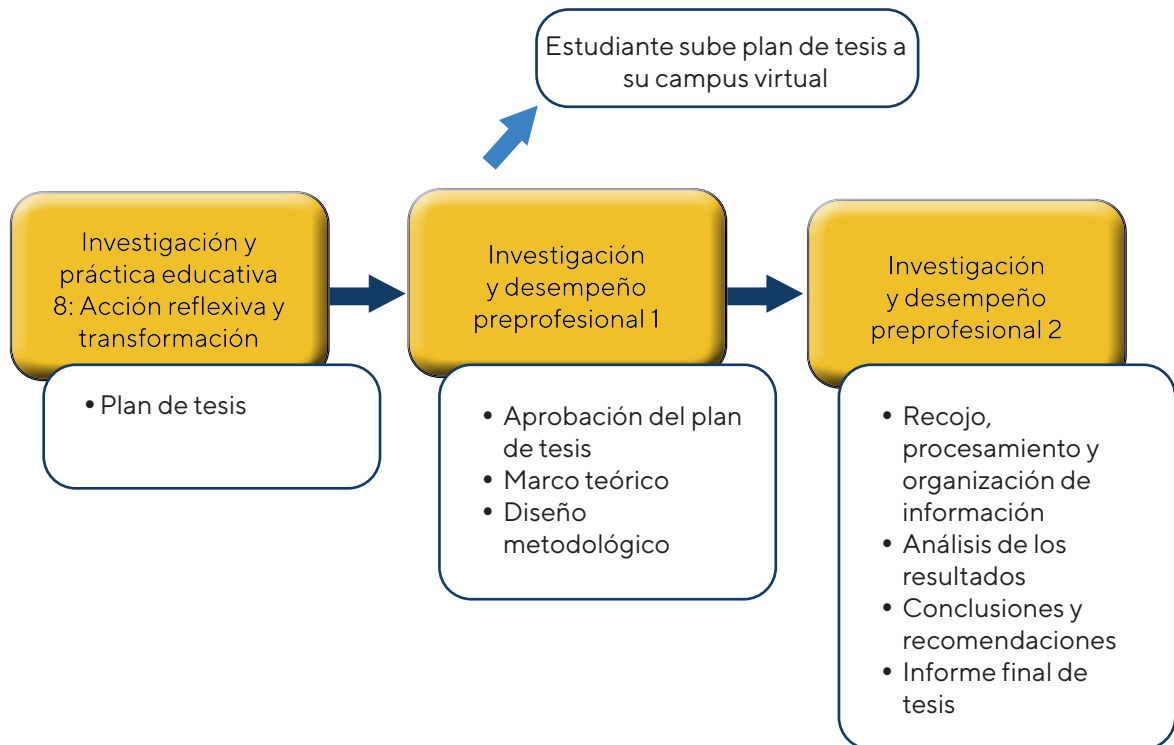 Estudiante sube plan de tesis a
su campus virtual
Investigación y
práctica educativa
8: Acción reflexiva y
transformación
• Plan de tesis
Investigación
y desempeño
preprofesional 1
• Aprobación del plan
de tesis
• Marco teórico
• Diseño
metodológico
Investigación
y desempeño
preprofesional 2
• Recojo,
procesamiento y
organización de
información
• Análisis de los
resultados
• Conclusiones y
recomendaciones
• Informe final de
tesis